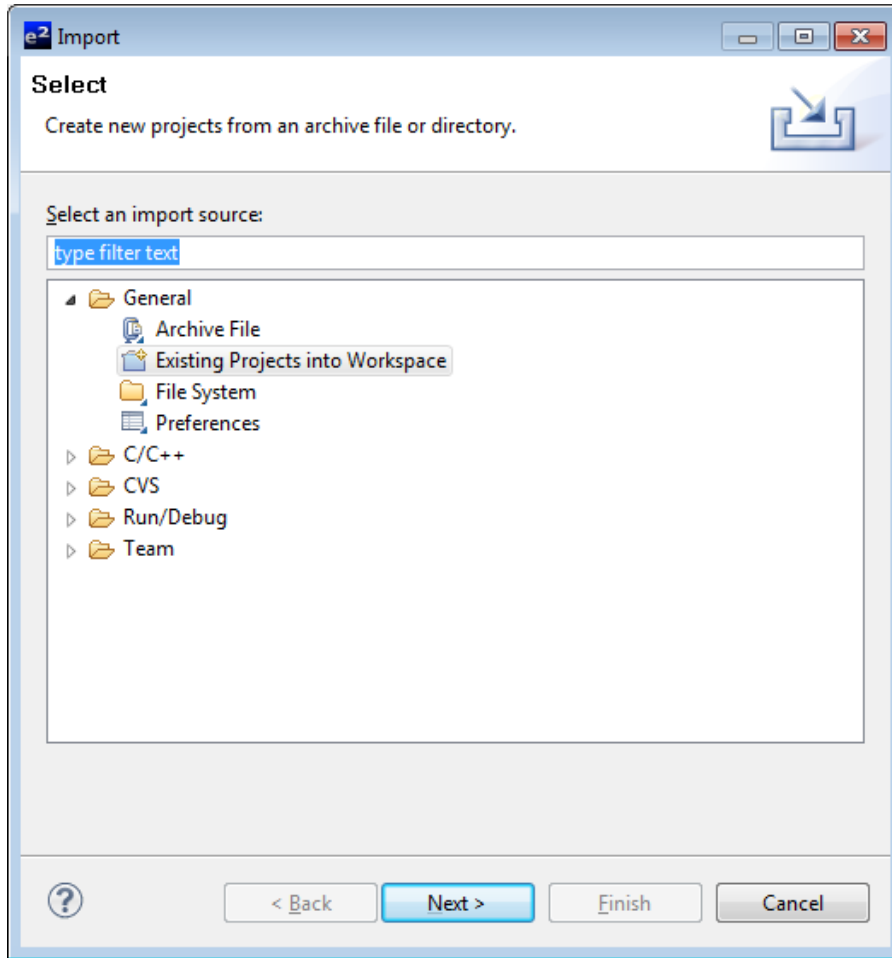 e² Import
Select
Create new projects from an archive file or directory.
Select an import source:
type filter text
General
Archive File
Existing Projects into Workspace
File System
Preferences
C/C++
CVS
Run/Debug
Team
?
< Back Next > Finish Cancel